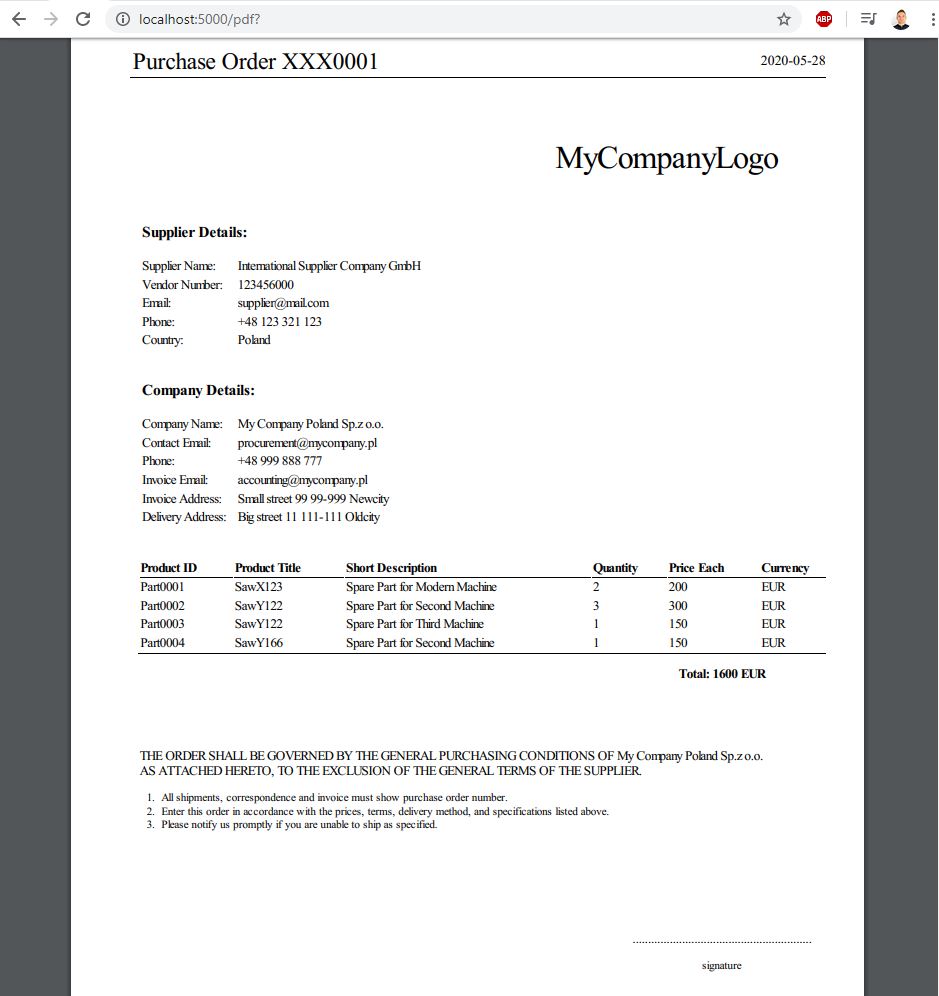 localhost:5000/pdf?
ABP
Purchase Order XXX0001 2020-05-28
MyCompanyLogo
Supplier Details:
Supplier Name: International Supplier Company GmbH
Vendor Number: 123456000
Email: supplier@mail.com
Phone: +48 123 321 123
Country: Poland
Company Details:
Company Name: My Company Poland Sp.z o.o.
Contact Email: procurement@mycompany.pl
Phone: +48 999 888 777
Invoice Email: accounting@mycompany.pl
Invoice Address: Small street 99 99-999 Newcity
Delivery Address: Big street 11 111-111 Oldcity
Product ID Product Title Short Description Quantity Price Each Currency
Part0001 SawX123 Spare Part for Modern Machine 2 200 EUR
Part0002 SawY122 Spare Part for Second Machine 3 300 EUR
Part0003 SawY122 Spare Part for Third Machine 1 150 EUR
Part0004 SawY166 Spare Part for Second Machine 1 150 EUR
Total: 1600 EUR
THE ORDER SHALL BE GOVERNED BY THE GENERAL PURCHASING CONDITIONS OF My Company Poland Sp.z o.o.
AS ATTACHED HERETO, TO THE EXCLUSION OF THE GENERAL TERMS OF THE SUPPLIER.
1. All shipments, correspondence and invoice must show purchase order number.
2. Enter this order in accordance with the prices, terms, delivery method, and specifications listed above.
3. Please notify us promptly if you are unable to ship as specified.
signature